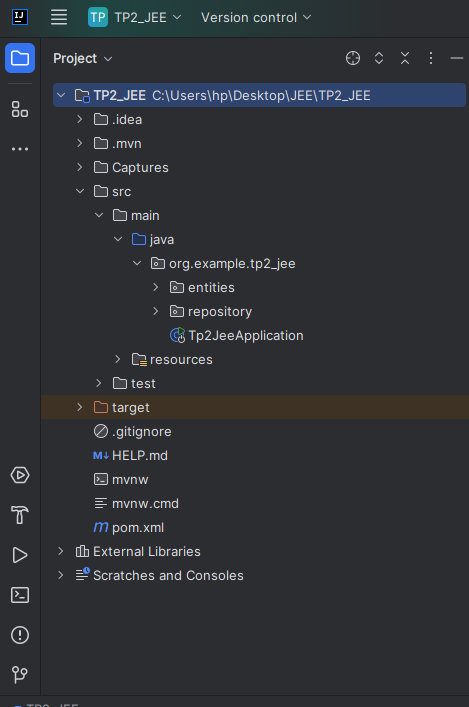 IJ
TP TP2_JEE Version control
Project
TP2_JEE C:\Users\hp\Desktop\JEE\TP2_JEE
.idea
.mvn
Captures
src
main
java
org.example.tp2_jee
entities
repository
Tp2JeeApplication
resources
test
target
.gitignore
M↓ HELP.md
mvnw
mvnw.cmd
m pom.xml
External Libraries
Scratches and Consoles
TP2_JEE